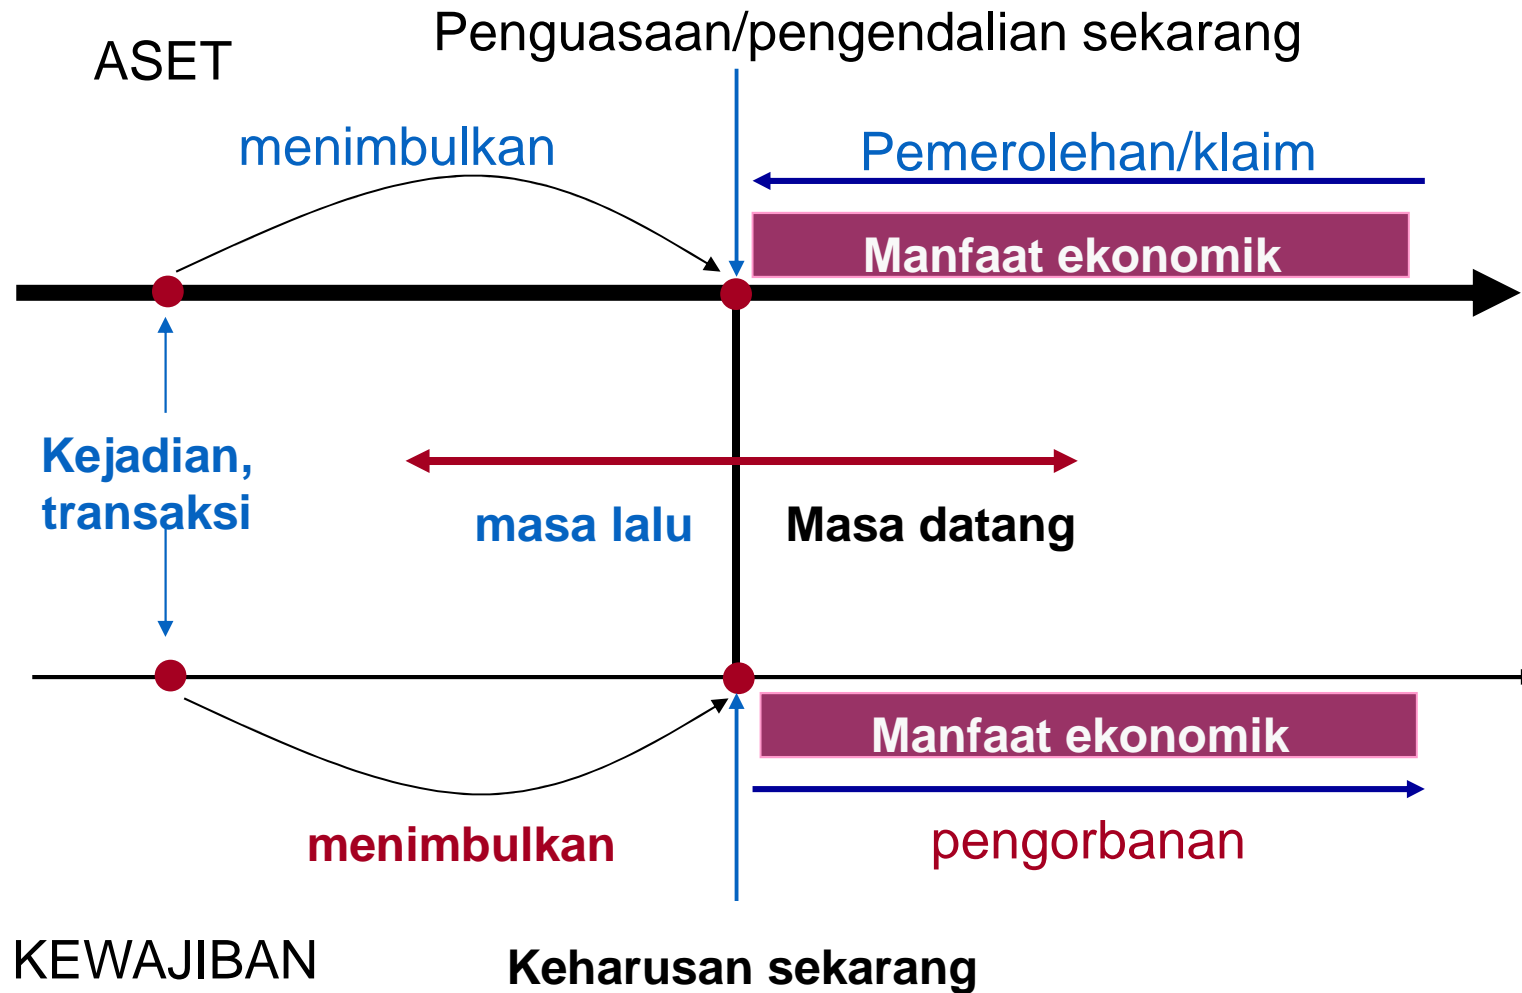 Penguasaan/pengendalian sekarang
ASET
menimbulkan
Pemerolehan/klaim
Manfaat ekonomik
Kejadian,
transaksi
masa lalu
Masa datang
Manfaat ekonomik
menimbulkan
pengorbanan
KEWAJIBAN
Keharusan sekarang